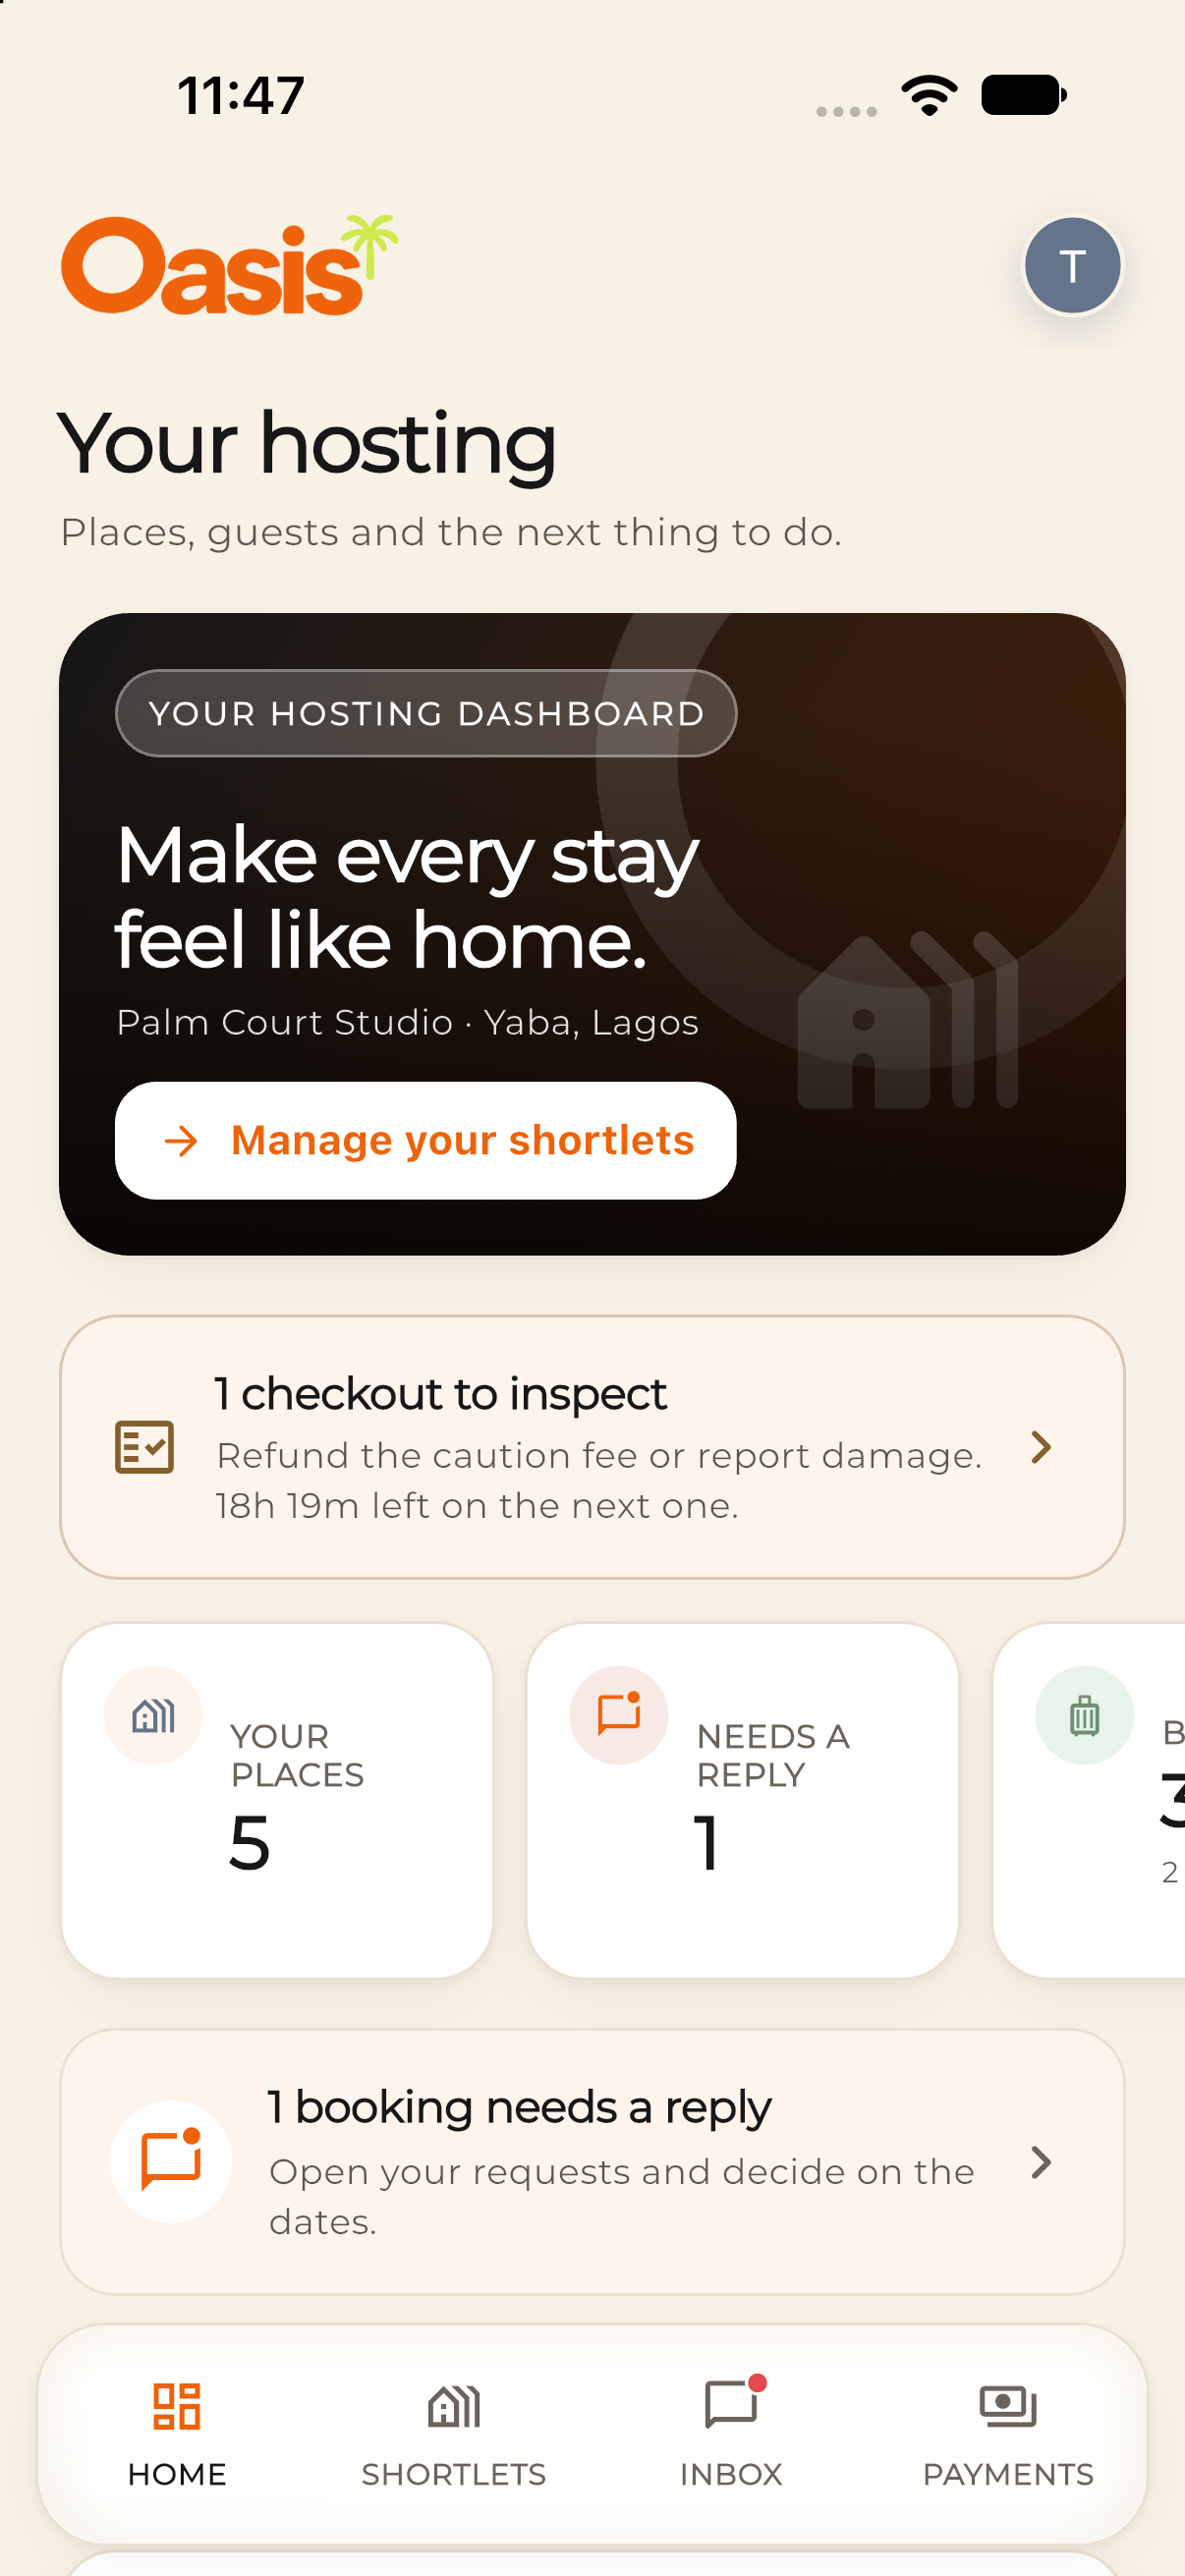 11:47
Oasis
T
Your hosting
Places, guests and the next thing to do.
YOUR HOSTING DASHBOARD
Make every stay
feel like home.
Palm Court Studio · Yaba, Lagos
Manage your shortlets
1 checkout to inspect
Refund the caution fee or report damage.
18h 19m left on the next one.
YOUR
PLACES
5
NEEDS A
REPLY
1
2
1 booking needs a reply
Open your requests and decide on the
dates.
HOME
SHORTLETS
INBOX
PAYMENTS